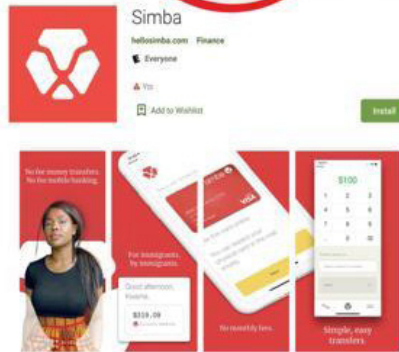 Simba
hellosimba.com Finance
Everyone
Add to Wishlist
Install
No fee money transfers.
No fee mobile banking.
For immigrants,
by immigrants.
Good afternoon,
Kwame.
$319.09
VISA
No monthly fees.
$100
1 2 3
4 5 6
7 8 9
. 0
Simple, easy
transfers.